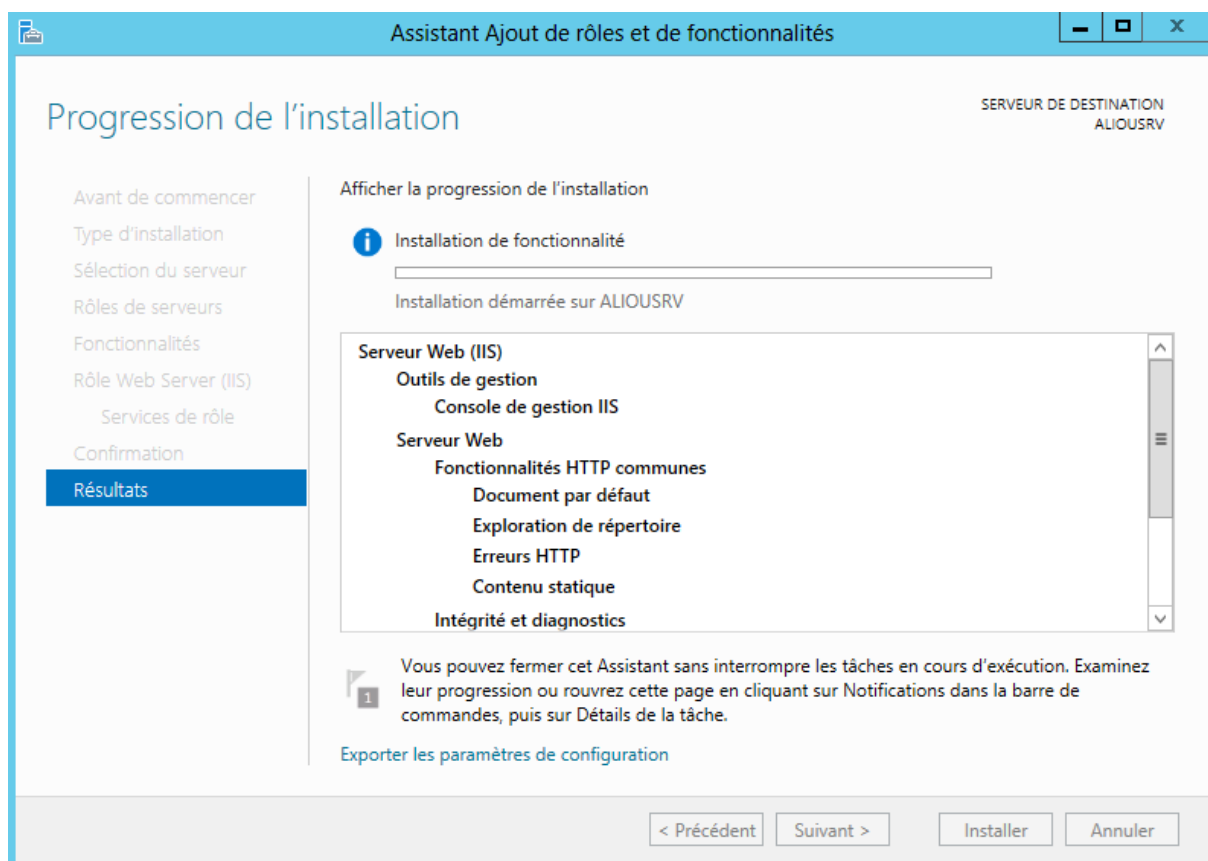 Assistant Ajout de rôles et de fonctionnalités
Progression de l'installation
SERVEUR DE DESTINATION
ALIOUSRV
Avant de commencer
Type d'installation
Sélection du serveur
Rôles de serveurs
Fonctionnalités
Rôle Web Server (IIS)
Services de rôle
Confirmation
Résultats
Afficher la progression de l'installation
Installation de fonctionnalité
Installation démarrée sur ALIOUSRV
Serveur Web (IIS)
Outils de gestion
Console de gestion IIS
Serveur Web
Fonctionnalités HTTP communes
Document par défaut
Exploration de répertoire
Erreurs HTTP
Contenu statique
Intégrité et diagnostics
1
Vous pouvez fermer cet Assistant sans interrompre les tâches en cours d'exécution. Examinez
leur progression ou rouvrez cette page en cliquant sur Notifications dans la barre de
commandes, puis sur Détails de la tâche.
Exporter les paramètres de configuration
< Précédent
Suivant >
Installer
Annuler